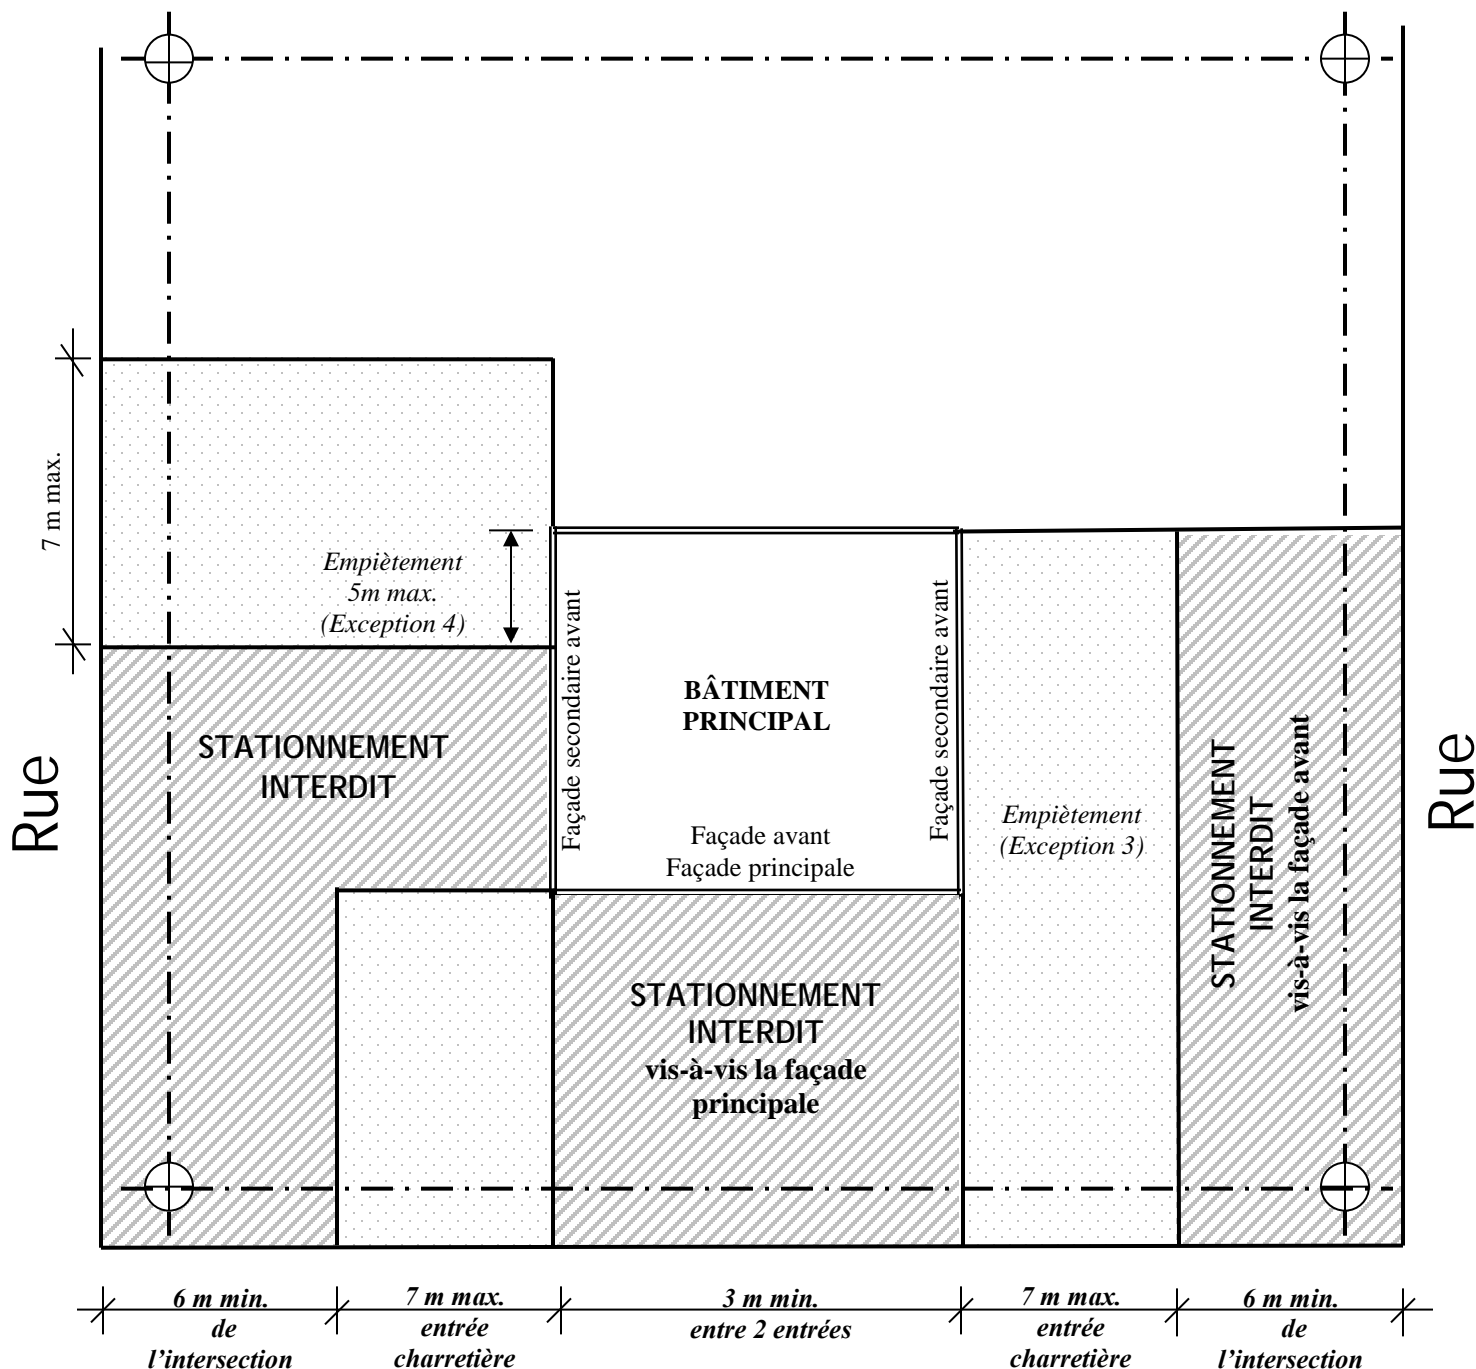 7 m max.
Empiètement
5m max.
(Exception 4)
Façade secondaire avant
Façade secondaire avant
BÂTIMENT
PRINCIPAL
Façade avant
Façade principale
STATIONNEMENT
INTERDIT
Rue
Rue
Empiètement
(Exception 3)
STATIONNEMENT
INTERDIT
vis-à-vis la façade avant
STATIONNEMENT
INTERDIT
vis-à-vis la façade
principale
6 m min.
de
l'intersection
7 m max.
entrée
charretière
3 m min.
entre 2 entrées
7 m max.
entrée
charretière
6 m min.
de
l'intersection